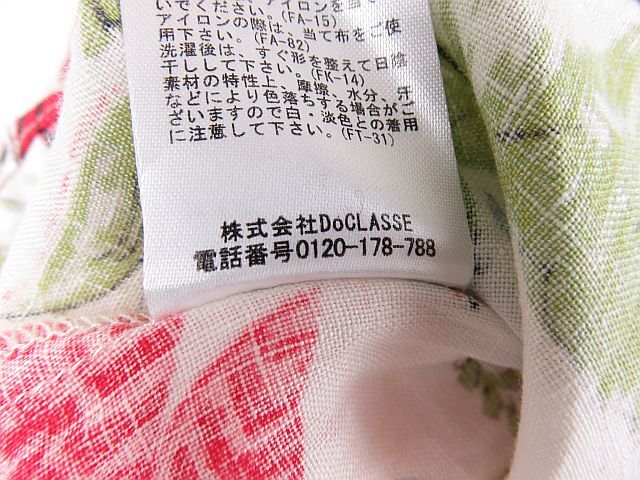 いでください。(FA-15)
アイロンの際は、当て布をご使
用下さい。(FA-82)
洗濯後は、すぐ形を整えて日陰
干しして下さい。(FK-14)
素材の特性上、摩擦、水分、汗
などにより色落ちする場合がご
ざいますので白・淡色との着用
に注意して下さい。(FT-31)
株式会社DoCLASSE
電話番号0120-178-788